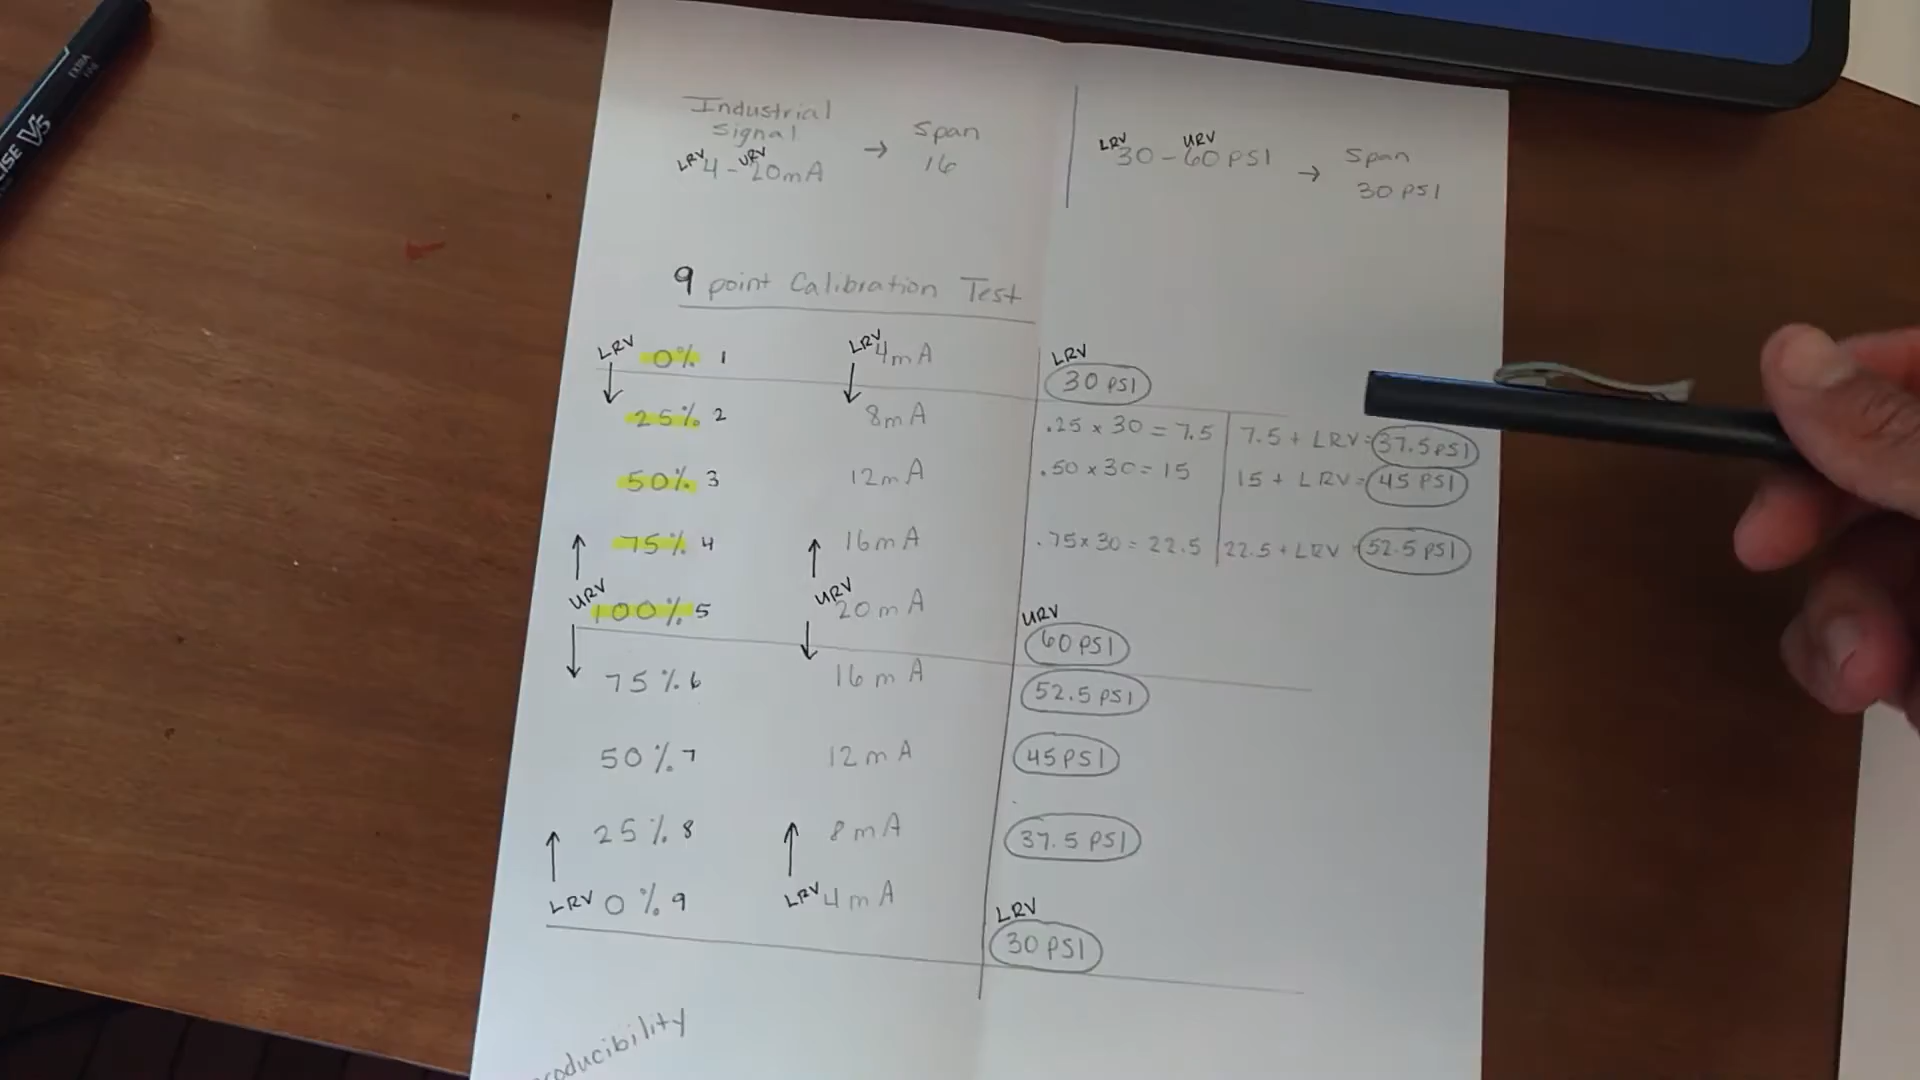 EXTRA
FINE
V5
Industrial
Signal → Span
LRV 4 - URV 20mA 16
LRV 30 - URV 60 PSI → Span
30 PSI
9 point Calibration Test
LRV 0% 1 LRV 4mA LRV 30 PSI
25% 2 8mA .25 x 30 = 7.5 7.5 + LRV = 37.5 PSI
50% 3 12mA .50 x 30 = 15 15 + LRV = 45 PSI
75% 4 16mA .75x30 = 22.5 22.5 + LRV = 52.5 PSI
URV 100% 5 URV 20mA URV 60 PSI
75% 6 16mA 52.5 PSI
50% 7 12mA 45 PSI
25% 8 8mA 37.5 PSI
LRV 0% 9 LRV 4mA LRV 30 PSI